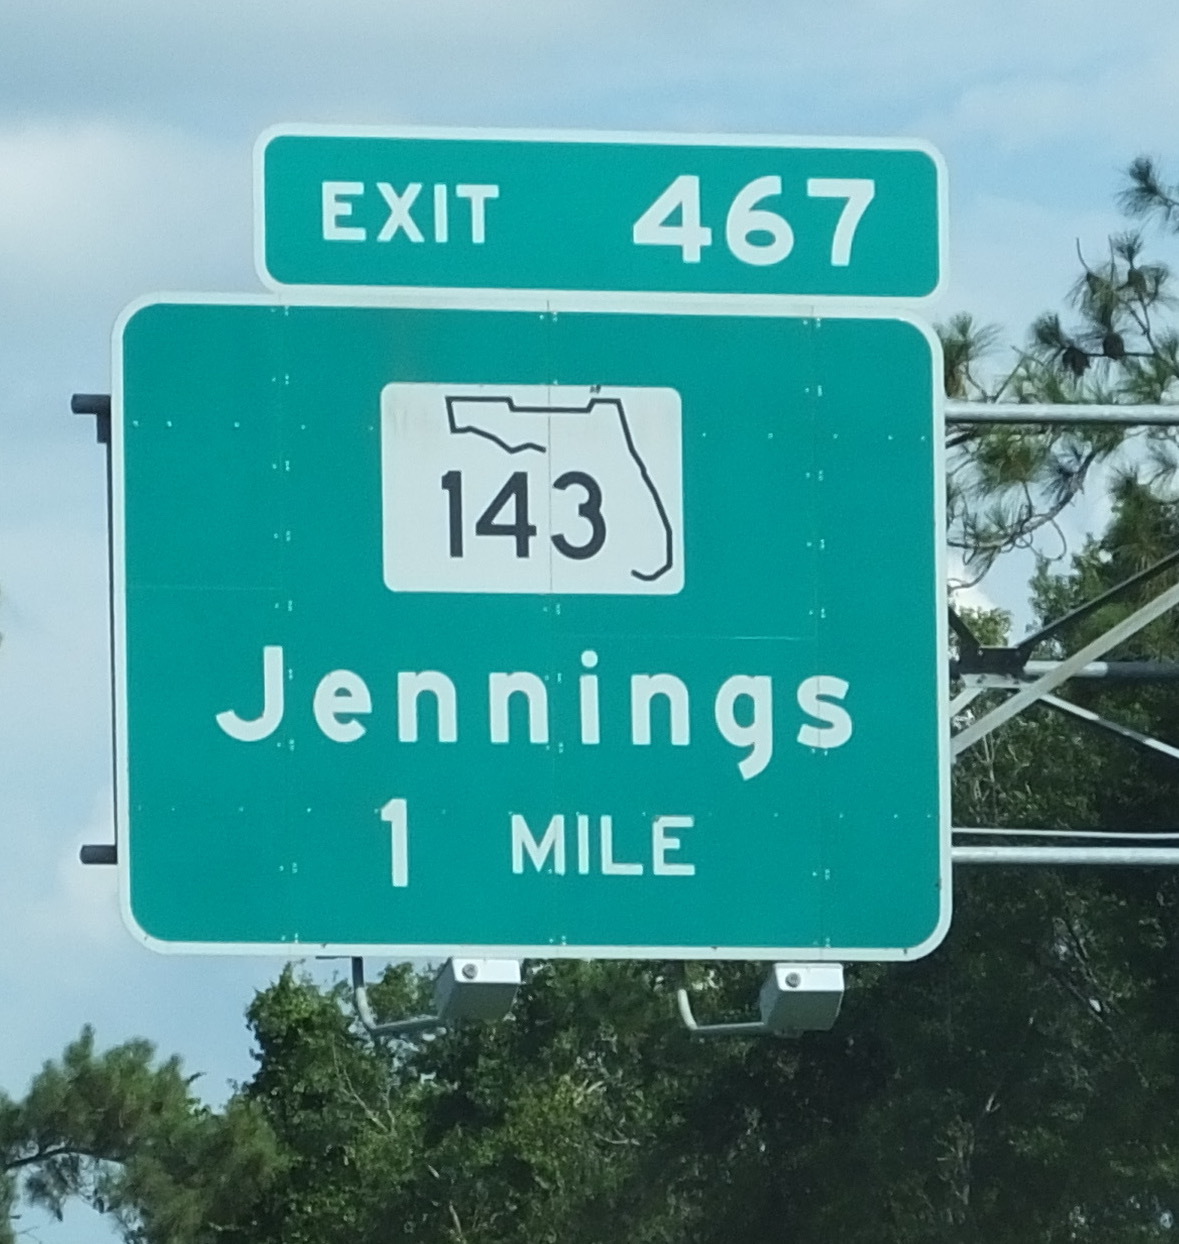 EXIT 467
143
Jennings
1 MILE